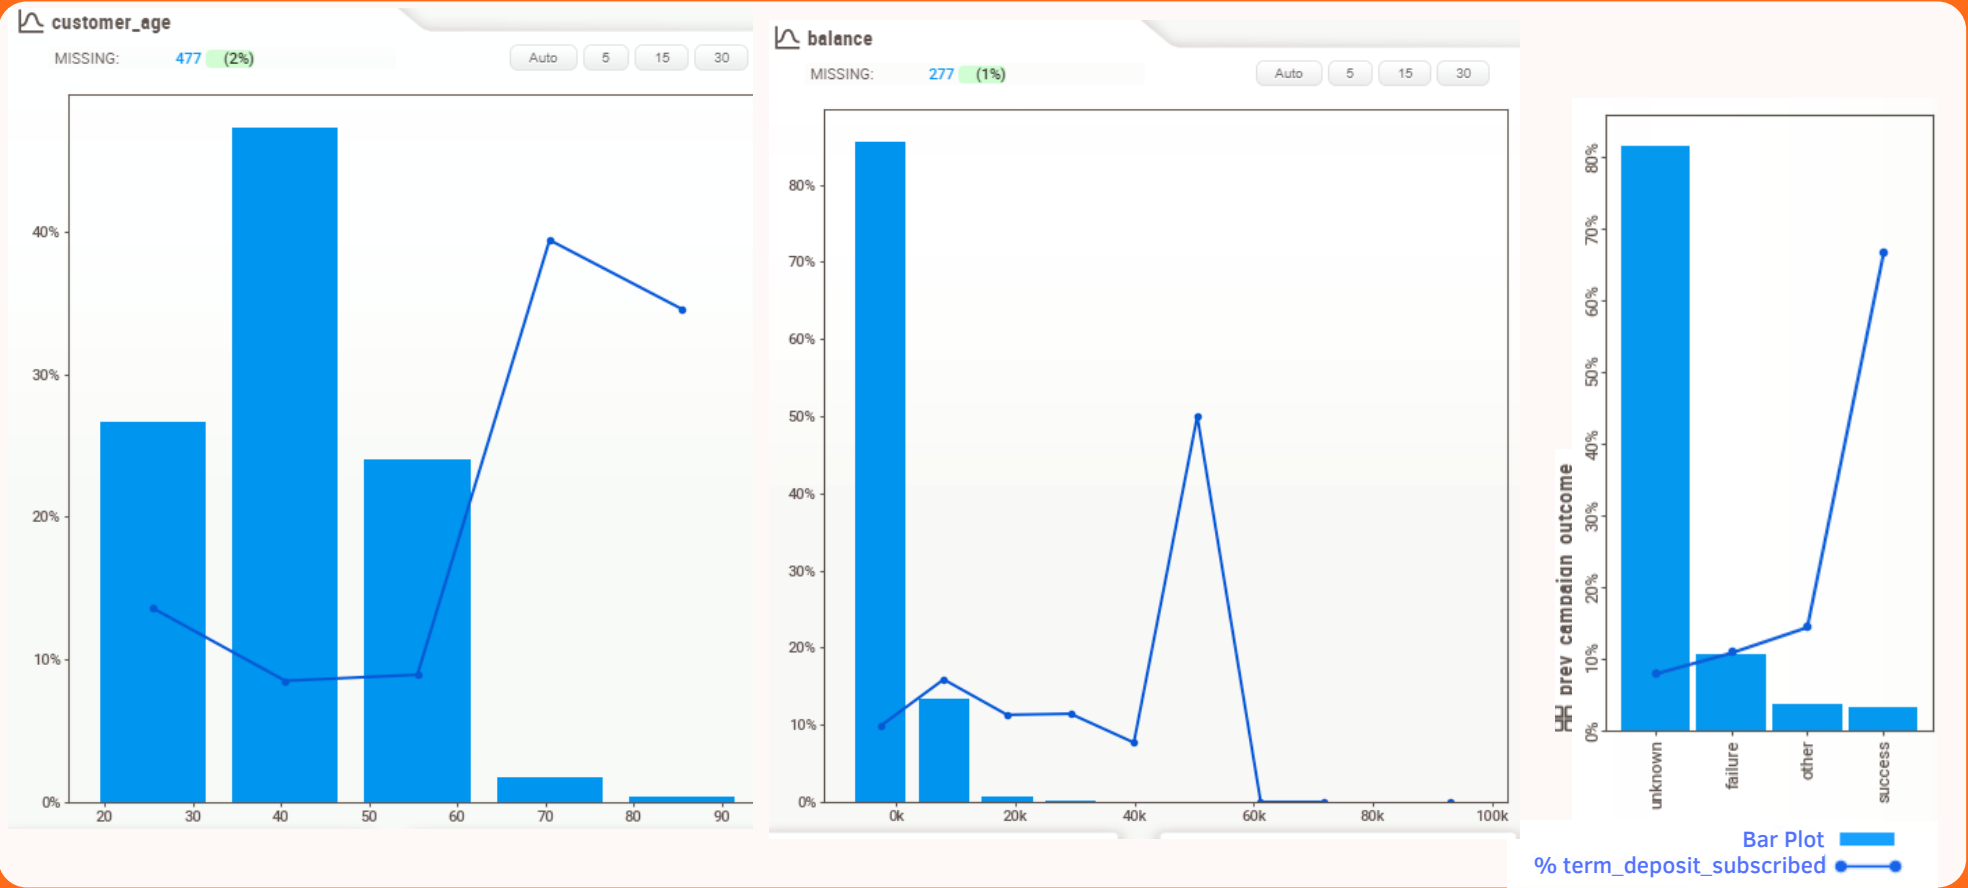 customer_age
MISSING: 477 (2%)
Auto 5 15 30
40%
30%
20%
10%
0%
20 30 40 50 60 70 80 90
balance
MISSING: 277 (1%)
Auto 5 15 30
80%
70%
60%
50%
40%
30%
20%
10%
0%
0k 20k 40k 60k 80k 100k
prev campaign outcome
80%
70%
60%
50%
40%
30%
20%
10%
0%
unknown
failure
other
success
Bar Plot
% term_deposit_subscribed